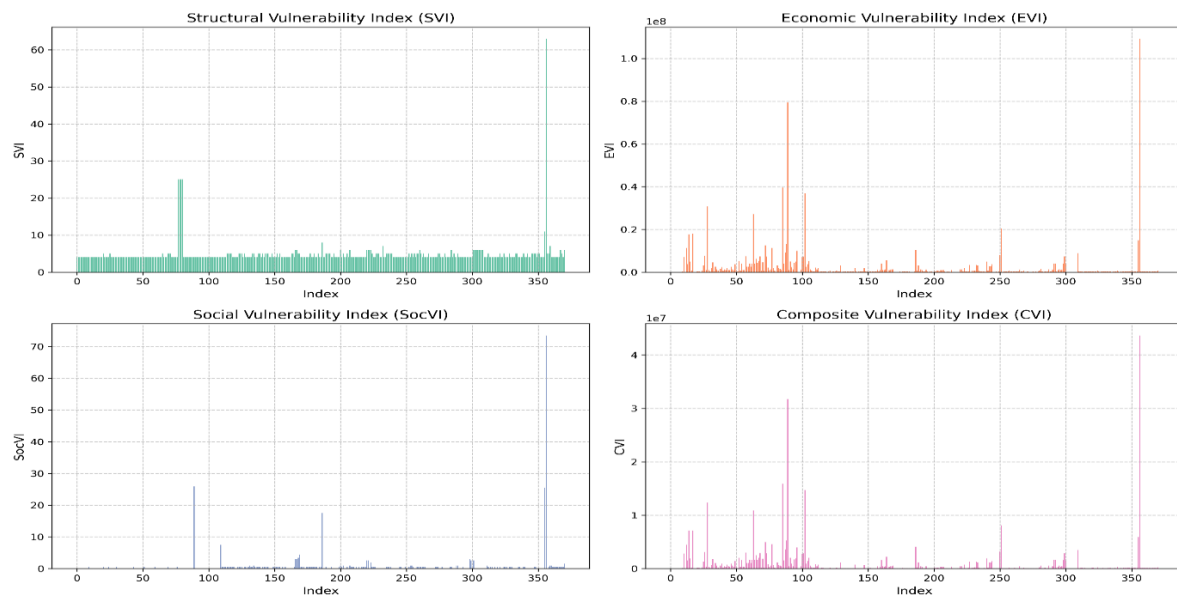 Structural Vulnerability Index (SVI)
SVI
60
50
40
30
20
10
0
0 50 100 150 200 250 300 350
Index
Economic Vulnerability Index (EVI)
1e8
EVI
1.0
0.8
0.6
0.4
0.2
0.0
0 50 100 150 200 250 300 350
Index
Social Vulnerability Index (SocVI)
SocVI
70
60
50
40
30
20
10
0
0 50 100 150 200 250 300 350
Index
Composite Vulnerability Index (CVI)
1e7
CVI
4
3
2
1
0
0 50 100 150 200 250 300 350
Index